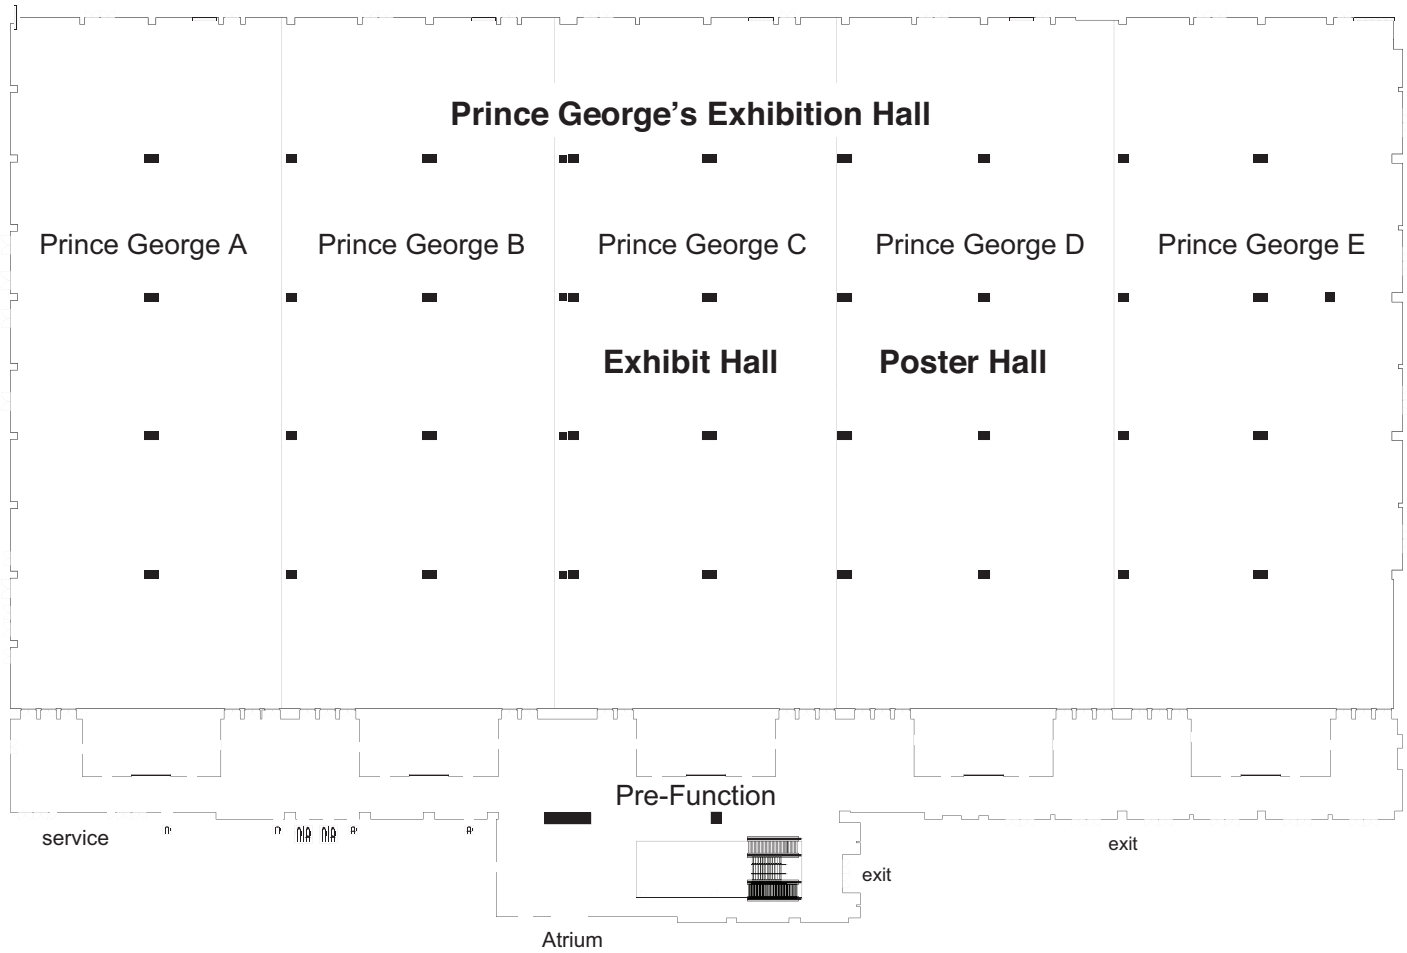 Prince George’s Exhibition Hall
Prince George A
Prince George B
Prince George C
Prince George D
Prince George E
Exhibit Hall
Poster Hall
Pre-Function
service
exit
exit
Atrium